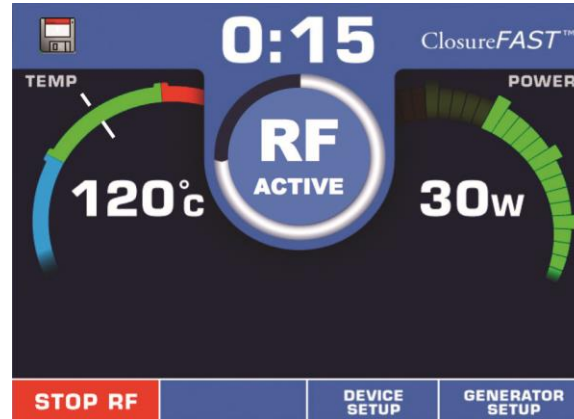 0:15
ClosureFAST™
TEMP
POWER
RF
ACTIVE
120°C
30W
STOP RF
DEVICE
SETUP
GENERATOR
SETUP